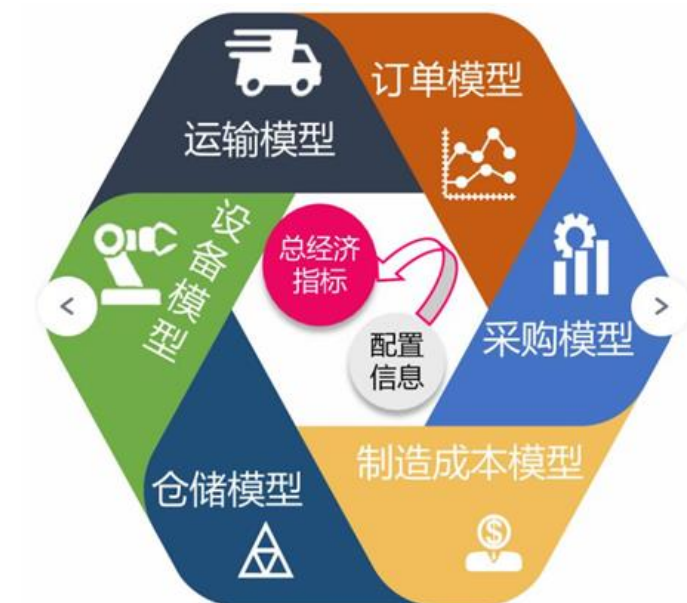 运输模型
订单模型
设备模型
总经济
指标
采购模型
配置
信息
仓储模型
制造成本模型